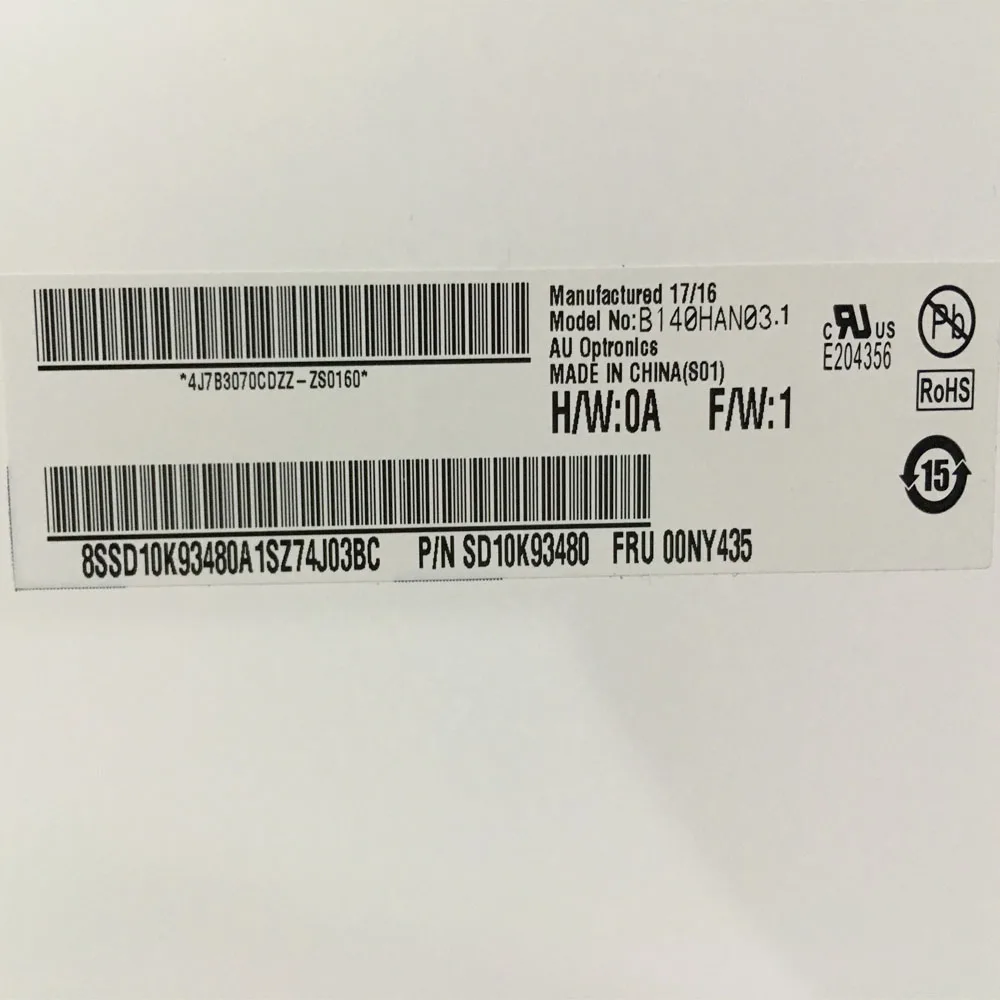 Manufactured 17/16
Model No:B140HAN03.1
AU Optronics
MADE IN CHINA(S01)
H/W:0A F/W:1
*4J7B3070CDZZ-ZS0160*
c RU US
E204356
Pb
RoHS
15
8SSD10K93480A1SZ74J03BC P/N SD10K93480 FRU 00NY435